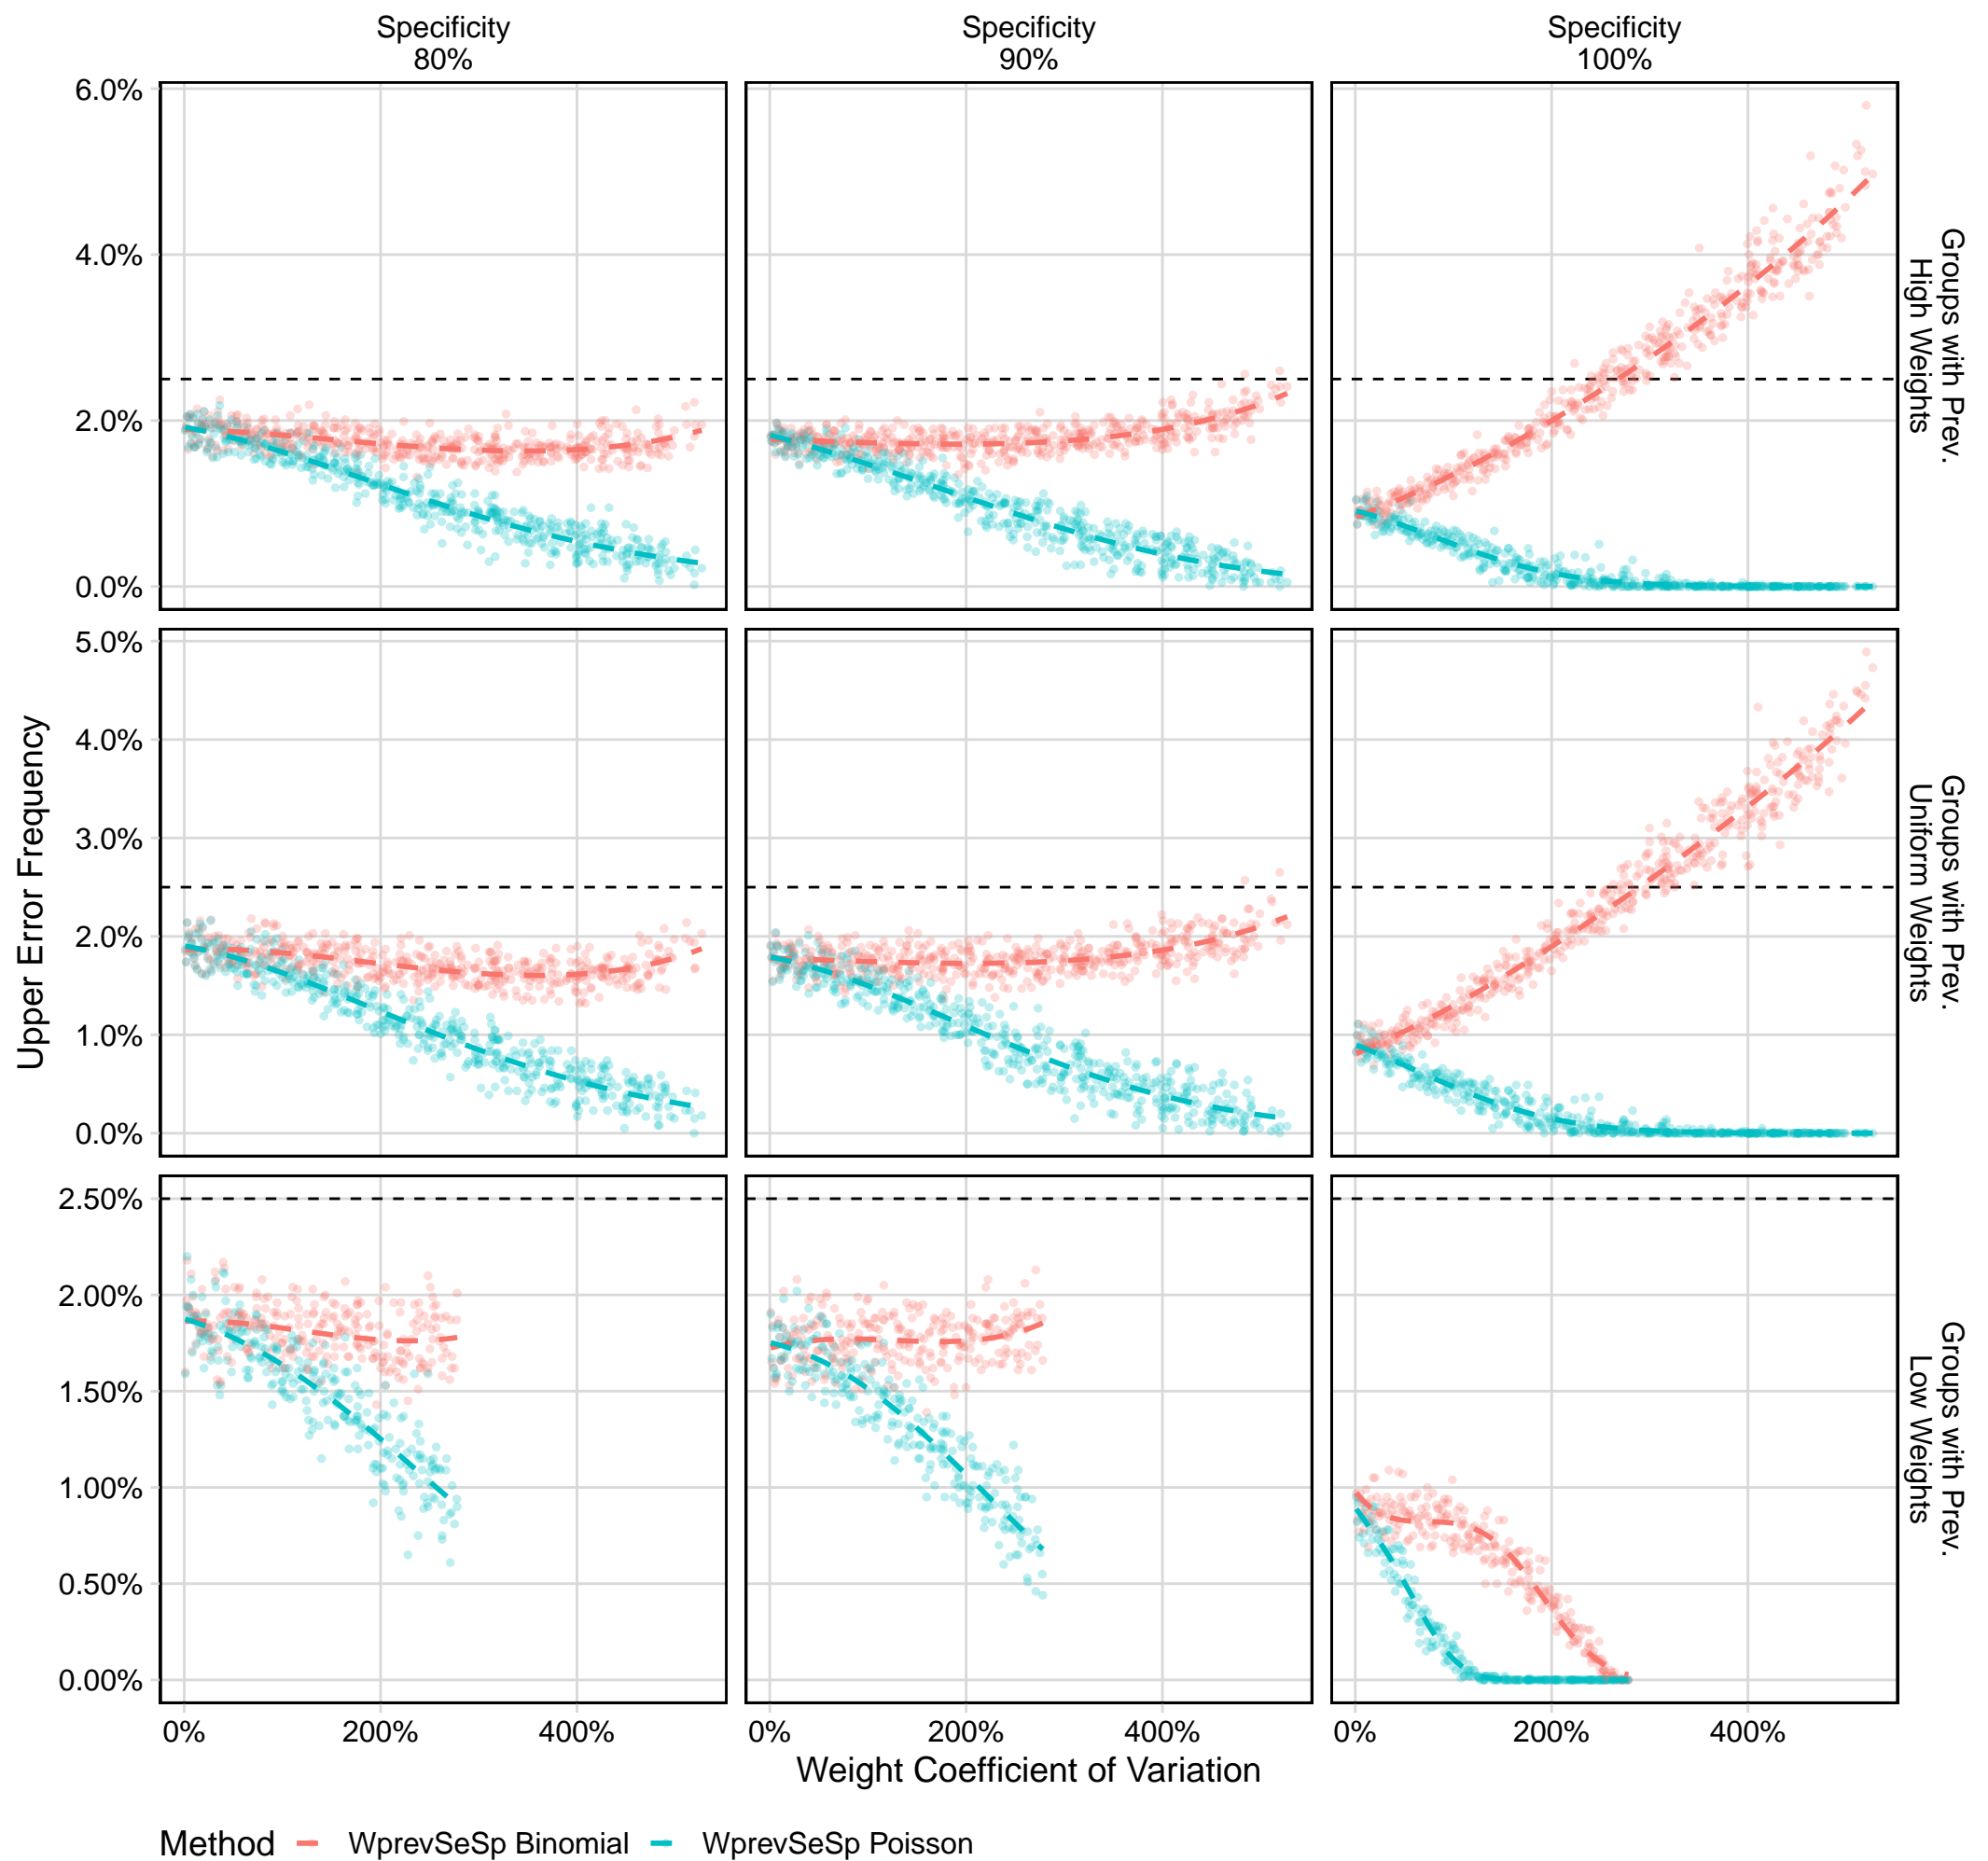 Specificity
80%
Specificity
90%
Specificity
100%
6.0%
4.0%
2.0%
0.0%
Groups with Prev.
High Weights
5.0%
4.0%
3.0%
2.0%
1.0%
0.0%
Groups with Prev.
Uniform Weights
Upper Error Frequency
2.50%
2.00%
1.50%
1.00%
0.50%
0.00%
Groups with Prev.
Low Weights
0% 200% 400%
0% 200% 400%
0% 200% 400%
Weight Coefficient of Variation
Method WprevSeSp Binomial WprevSeSp Poisson